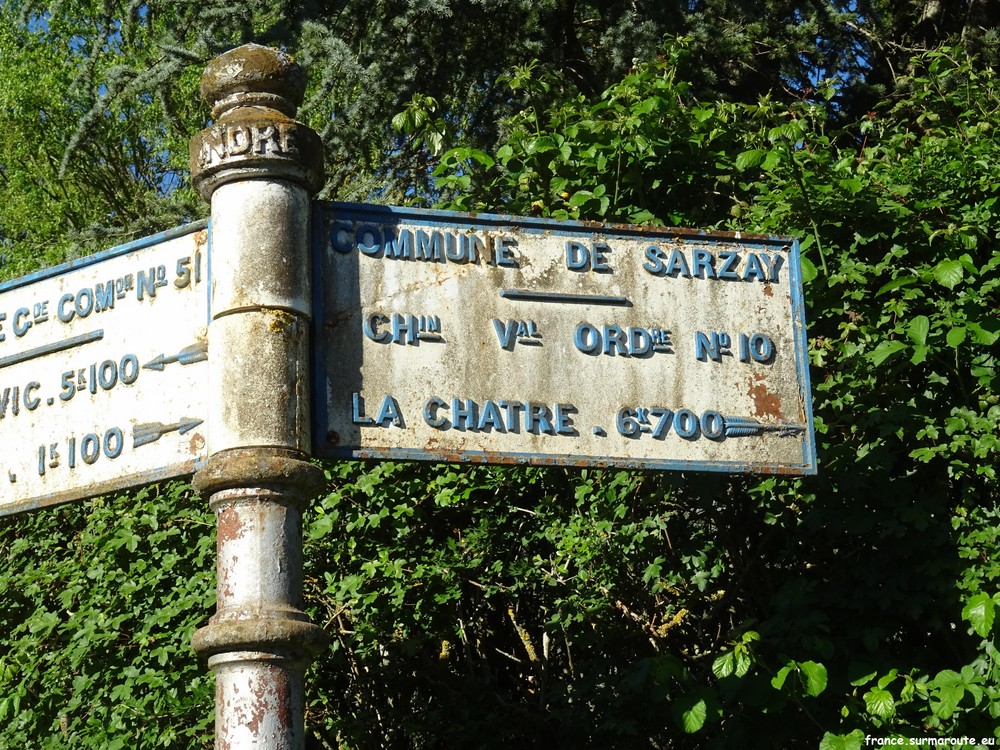 INDRE
GDE COMON NO 51
VIC. 5K100
1K100
COMMUNE DE SARZAY
CHIN VAL ORDRE NO 10
LA CHATRE . 6K700
france.surmaroute.eu